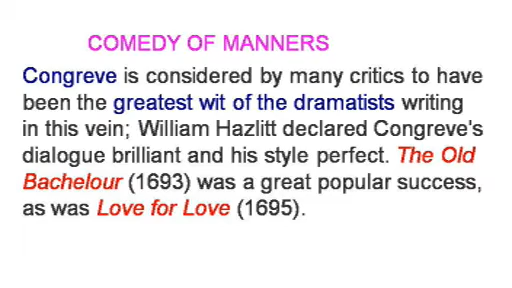 COMEDY OF MANNERS
Congreve is considered by many critics to have
been the greatest wit of the dramatists writing
in this vein; William Hazlitt declared Congreve's
dialogue brilliant and his style perfect. The Old
Bachelour (1693) was a great popular success,
as was Love for Love (1695).